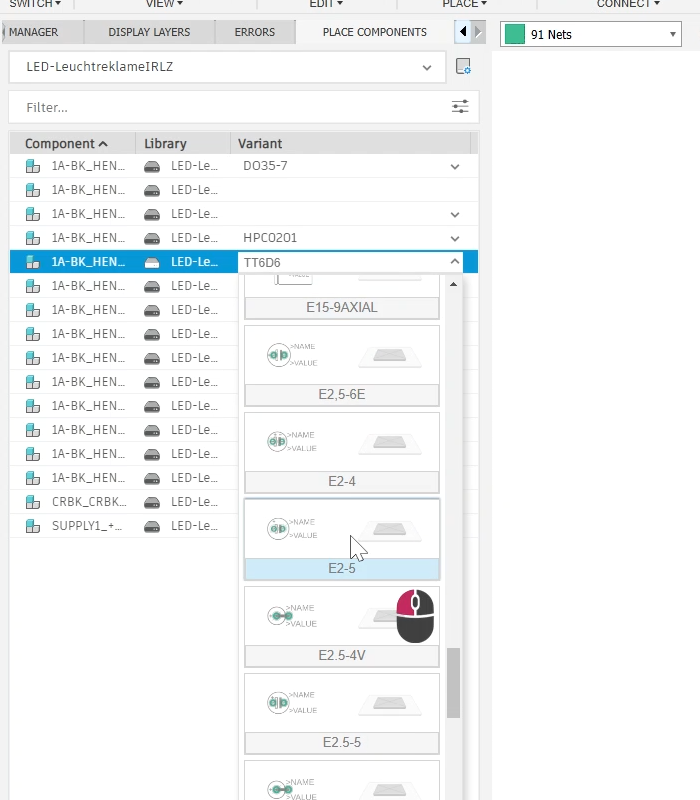 SWITCH▾ VIEW▾ EDIT▾ PLACE▾ CONNECT▾
MANAGER DISPLAY LAYERS ERRORS PLACE COMPONENTS
91 Nets
LED-LeuchtreklameIRLZ
Filter...
Component Library Variant
1A-BK_HEN... LED-Le... DO35-7
1A-BK_HEN... LED-Le...
1A-BK_HEN... LED-Le...
1A-BK_HEN... LED-Le... HPC0201
1A-BK_HEN... LED-Le... TT6D6
1A-BK_HEN... LED-Le...
1A-BK_HEN... LED-Le...
1A-BK_HEN... LED-Le...
1A-BK_HEN... LED-Le...
1A-BK_HEN... LED-Le...
1A-BK_HEN... LED-Le...
1A-BK_HEN... LED-Le...
1A-BK_HEN... LED-Le...
1A-BK_HEN... LED-Le...
CRBK_CRBK... LED-Le...
SUPPLY1_+... LED-Le...
E15-9AXIAL
>NAME
>VALUE
E2,5-6E
>NAME
>VALUE
E2-4
>NAME
>VALUE
E2-5
>NAME
>VALUE
E2.5-4V
>NAME
>VALUE
E2.5-5
>NAME
>VALUE